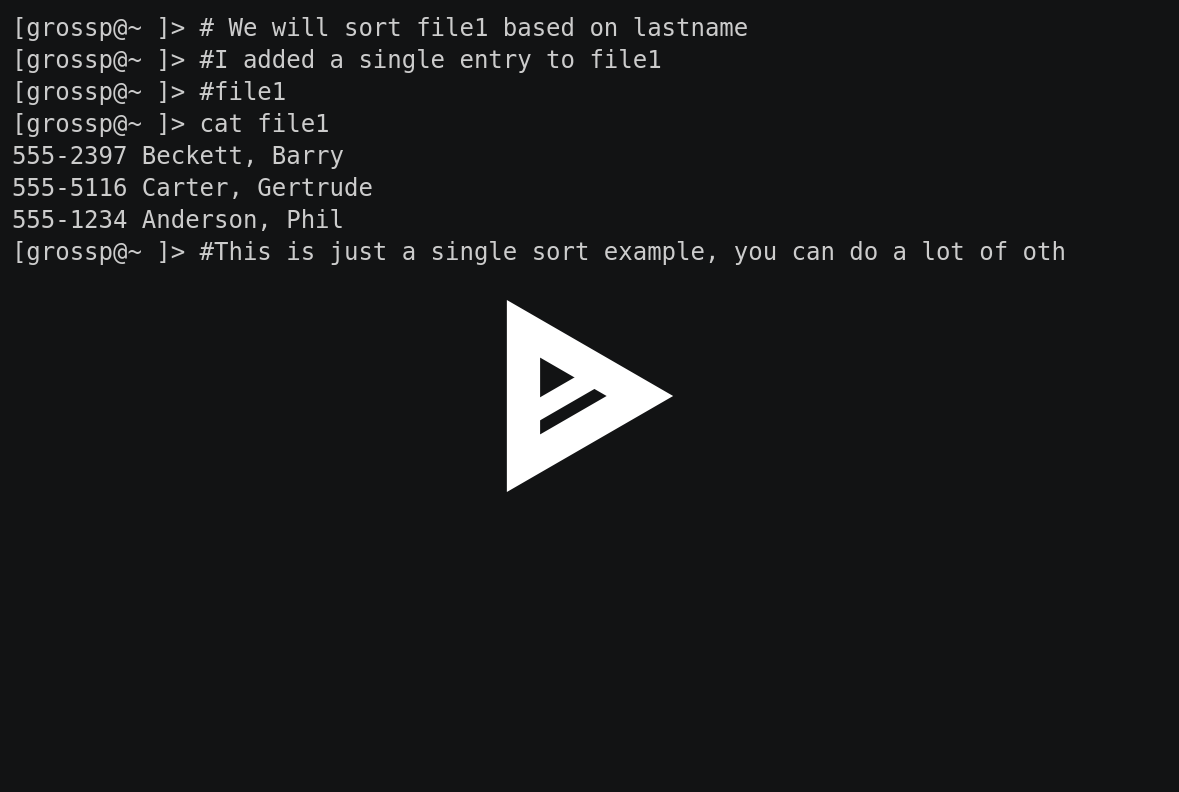 [grossp@~ ]> # We will sort file1 based on lastname
[grossp@~ ]> #I added a single entry to file1
[grossp@~ ]> #file1
[grossp@~ ]> cat file1
555-2397 Beckett, Barry
555-5116 Carter, Gertrude
555-1234 Anderson, Phil
[grossp@~ ]> #This is just a single sort example, you can do a lot of oth